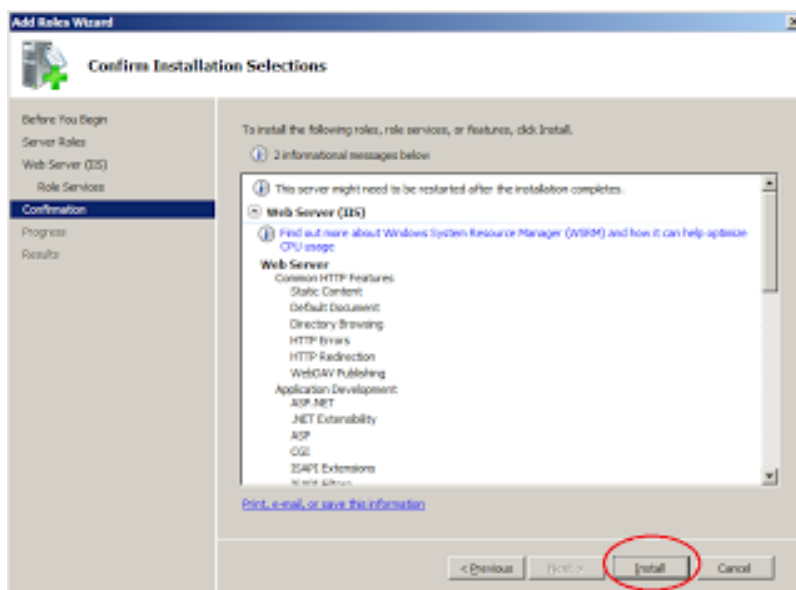 Add Roles Wizard
Confirm Installation Selections
Before You Begin
Server Roles
Web Server (IIS)
Role Services
Confirmation
Progress
Results
To install the following roles, role services, or features, click Install.
2 informational messages below
This server might need to be restarted after the installation completes.
Web Server (IIS)
Find out more about Windows System Resource Manager (WSRM) and how it can help optimize
CPU usage
Web Server
Common HTTP Features
Static Content
Default Document
Directory Browsing
HTTP Errors
HTTP Redirection
WebDAV Publishing
Application Development
ASP.NET
.NET Extensibility
ASP
CGI
ISAPI Extensions
ISAPI Filters
Print, e-mail, or save this information
< Previous
Next >
Install
Cancel